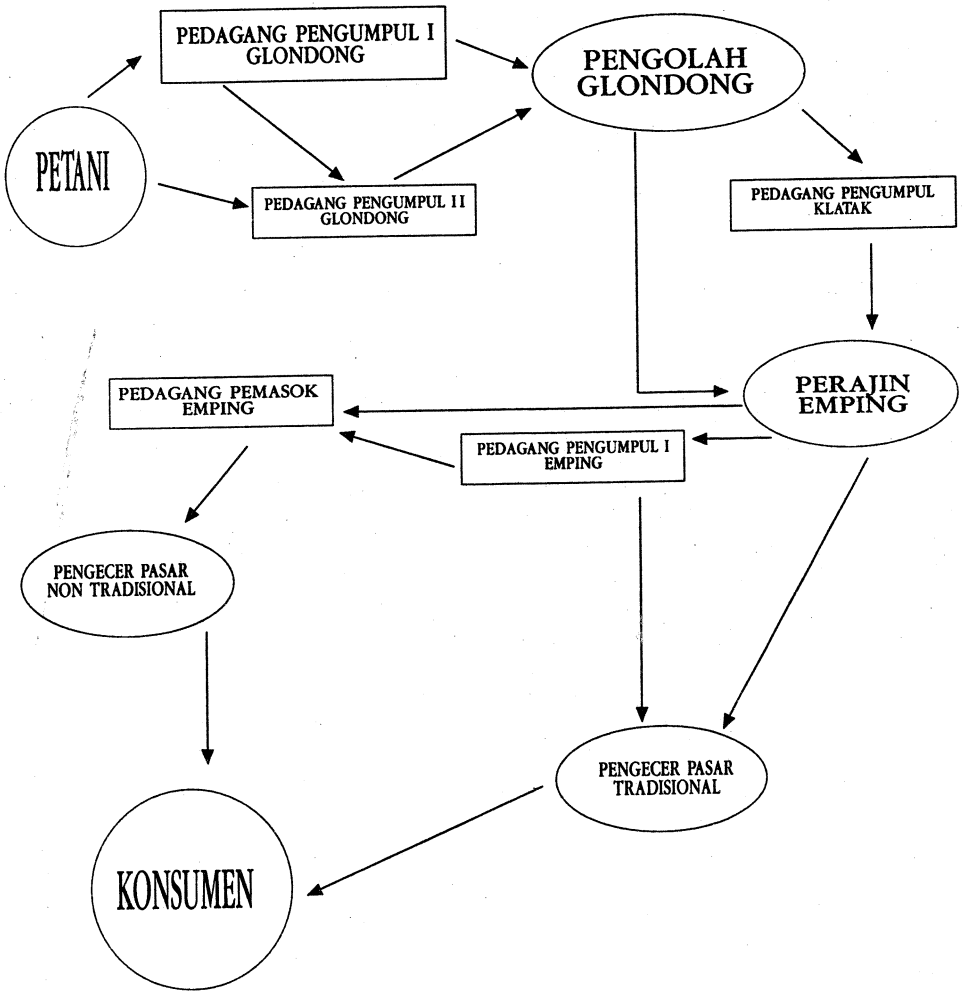 PEDAGANG PENGUMPUL I
GLONDONG
PENGOLAH
GLONDONG
PETANI
PEDAGANG PENGUMPUL II
GLONDONG
PEDAGANG PENGUMPUL
KLATAK
PERAJIN
EMPING
PEDAGANG PEMASOK
EMPING
PEDAGANG PENGUMPUL I
EMPING
PENGECER PASAR
NON TRADISIONAL
PENGECER PASAR
TRADISIONAL
KONSUMEN